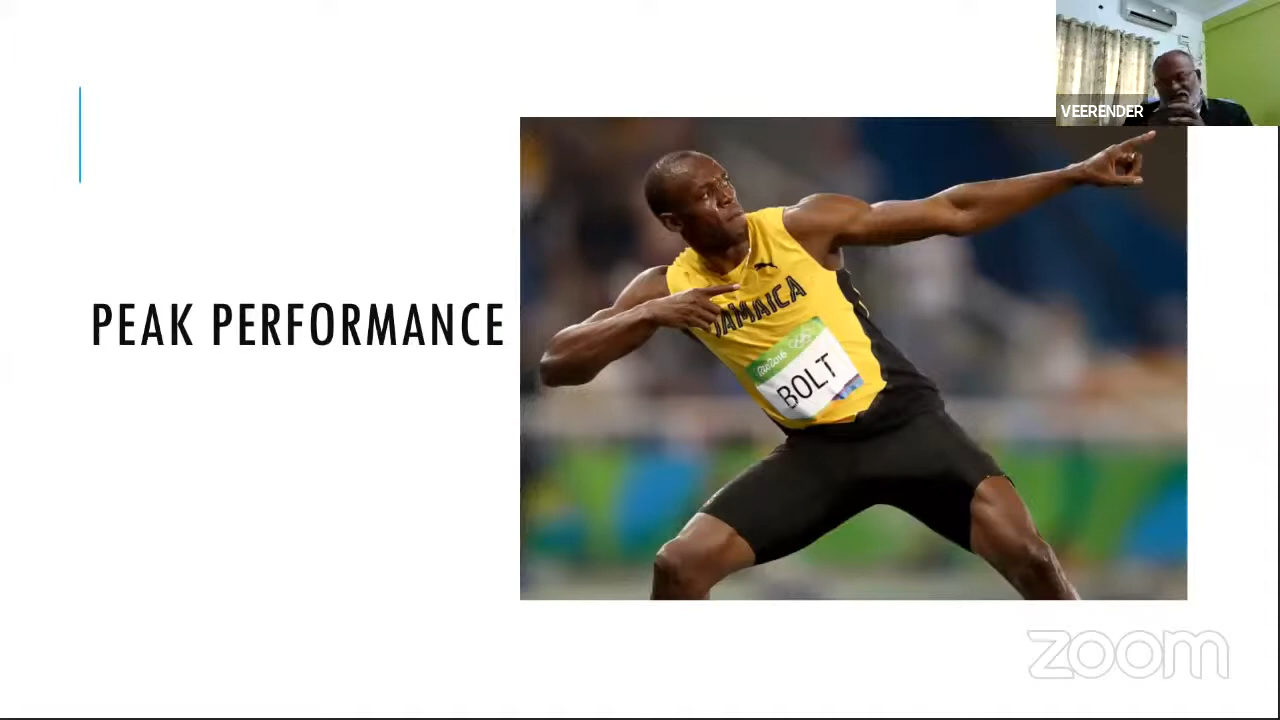 VEERENDER
PEAK PERFORMANCE
JAMAICA
Rio2016
BOLT
zoom